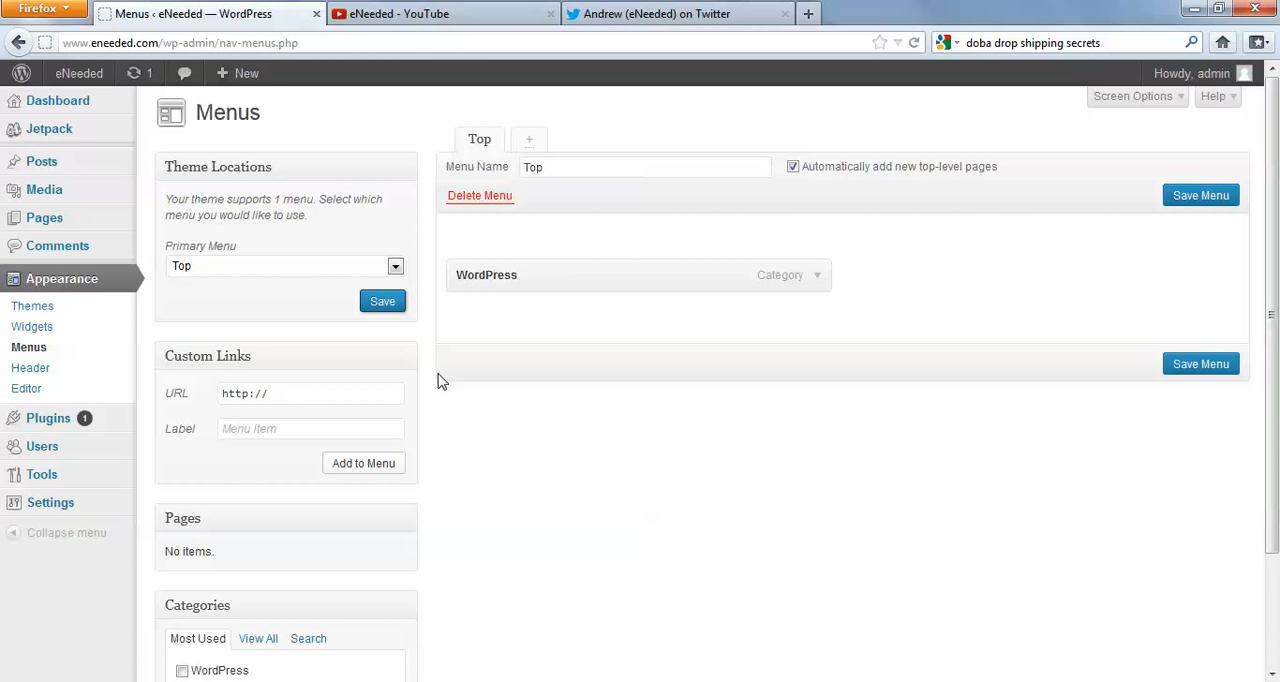 Firefox
Menus ‹ eNeeded — WordPress
eNeeded - YouTube
Andrew (eNeeded) on Twitter
www.eneeded.com/wp-admin/nav-menus.php
doba drop shipping secrets
eNeeded
1
New
Howdy, admin
Dashboard
Jetpack
Posts
Media
Pages
Comments
Appearance
Themes
Widgets
Menus
Header
Editor
Plugins 1
Users
Tools
Settings
Collapse menu
Menus
Screen Options
Help
Theme Locations
Your theme supports 1 menu. Select which
menu you would like to use.
Primary Menu
Top
Save
Custom Links
URL
http://
Label
Menu Item
Add to Menu
Pages
No items.
Categories
Most Used
View All
Search
WordPress
Top
+
Menu Name
Top
Automatically add new top-level pages
Delete Menu
Save Menu
WordPress
Category
Save Menu